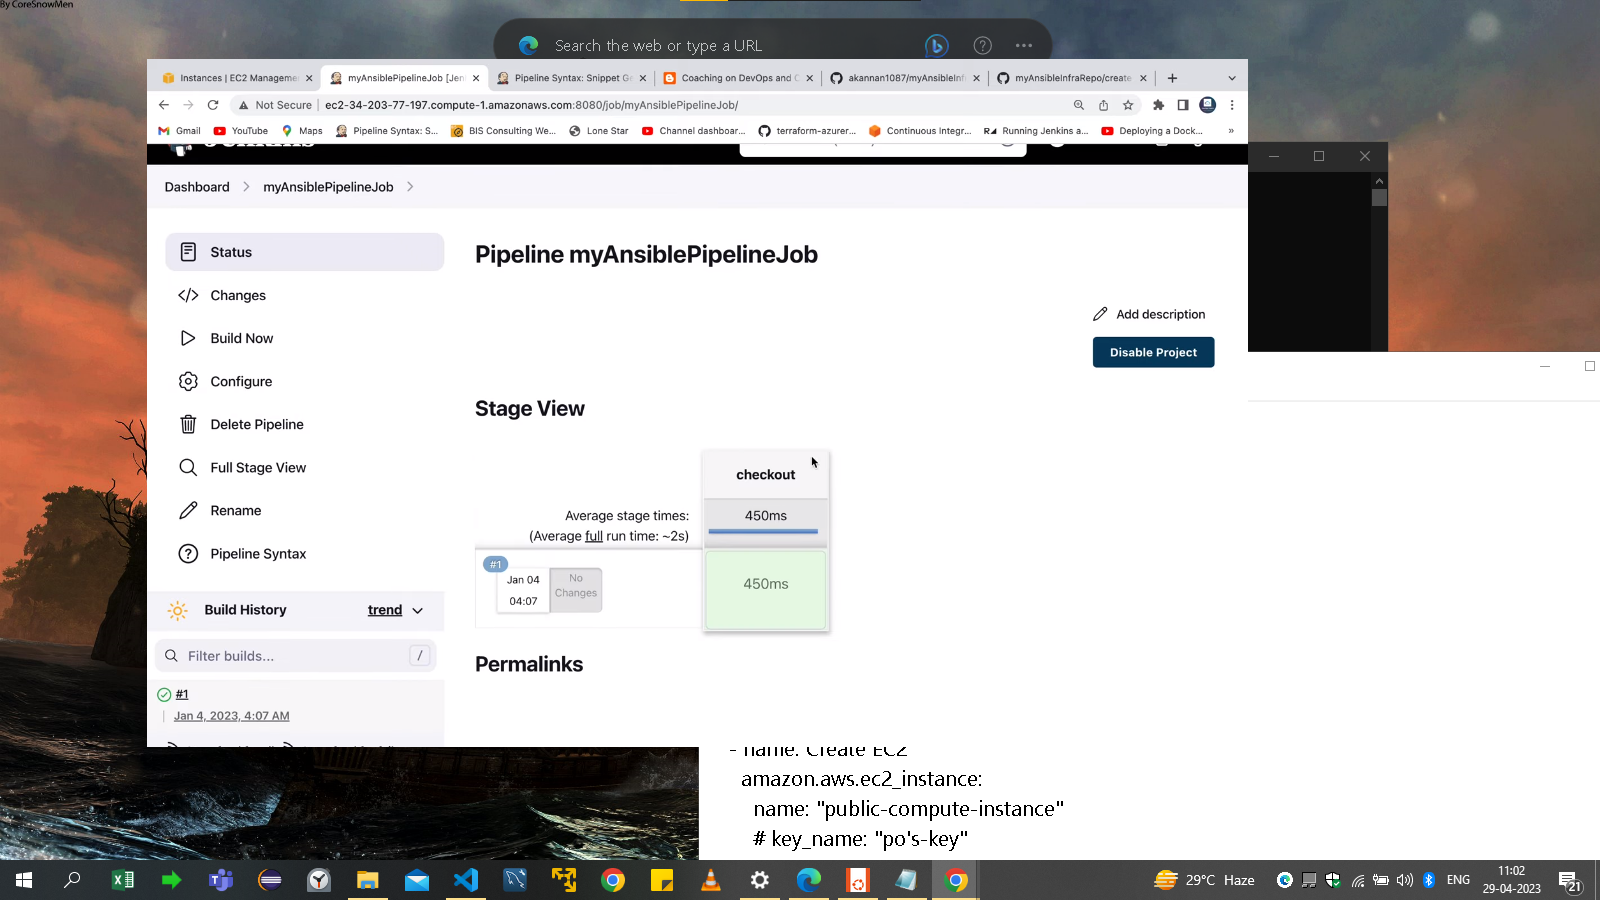 By CoreSnowMen
Search the web or type a URL
Instances | EC2 Managemen
myAnsiblePipelineJob [Jen
Pipeline Syntax: Snippet Ge
Coaching on DevOps and C
akannan1087/myAnsibleInf
myAnsibleInfraRepo/create
Not Secure
ec2-34-203-77-197.compute-1.amazonaws.com:8080/job/myAnsiblePipelineJob/
Gmail
YouTube
Maps
Pipeline Syntax: S...
BIS Consulting We...
Lone Star
Channel dashboar...
terraform-azurer...
Continuous Integr...
Running Jenkins a...
Deploying a Dock...
»
Dashboard
myAnsiblePipelineJob
Status
Changes
Build Now
Configure
Delete Pipeline
Full Stage View
Rename
Pipeline Syntax
Build History
trend
Filter builds...
/
#1
Jan 4, 2023, 4:07 AM
Pipeline myAnsiblePipelineJob
Add description
Disable Project
Stage View
checkout
Average stage times:
(Average full run time: ~2s)
450ms
#1
Jan 04
04:07
No
Changes
450ms
Permalinks
- name: Create EC2
amazon.aws.ec2_instance:
name: "public-compute-instance"
# key_name: "po's-key"
29°C Haze
ENG
11:02
29-04-2023
21